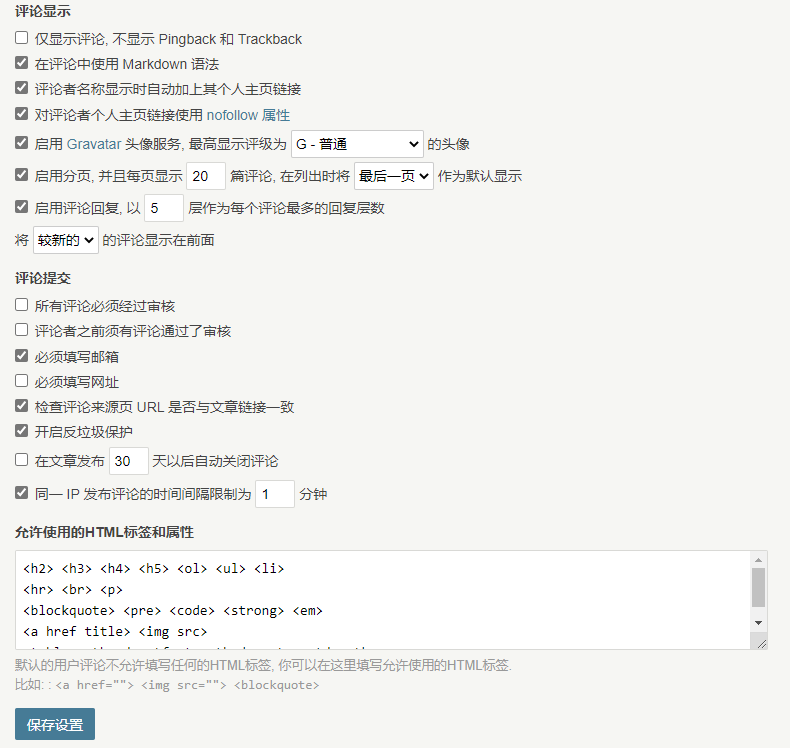 评论显示
仅显示评论, 不显示 Pingback 和 Trackback
在评论中使用 Markdown 语法
评论者名称显示时自动加上其个人主页链接
对评论者个人主页链接使用 nofollow 属性
启用 Gravatar 头像服务, 最高显示评级为 G - 普通 的头像
启用分页, 并且每页显示 20 篇评论, 在列出时将 最后一页 作为默认显示
启用评论回复, 以 5 层作为每个评论最多的回复层数
将 较新的 的评论显示在前面
评论提交
所有评论必须经过审核
评论者之前须有评论通过了审核
必须填写邮箱
必须填写网址
检查评论来源页 URL 是否与文章链接一致
开启反垃圾保护
在文章发布 30 天以后自动关闭评论
同一 IP 发布评论的时间间隔限制为 1 分钟
允许使用的HTML标签和属性
<h2> <h3> <h4> <h5> <ol> <ul> <li>
<hr> <br> <p>
<blockquote> <pre> <code> <strong> <em>
<a href title> <img src>
默认的用户评论不允许填写任何的HTML标签, 你可以在这里填写允许使用的HTML标签.
比如: : <a href=""> <img src=""> <blockquote>
保存设置